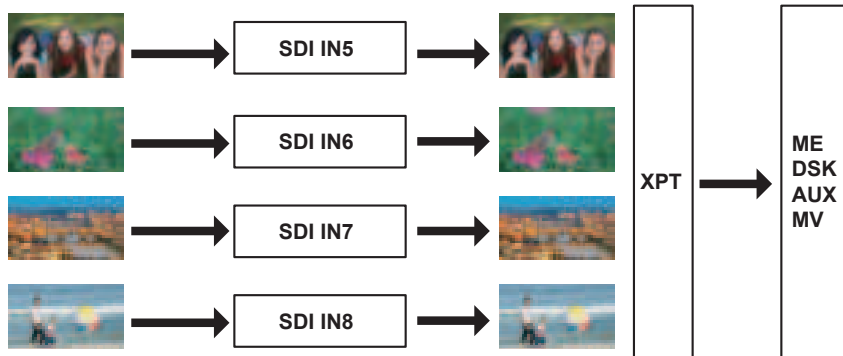 SDI IN5
SDI IN6
SDI IN7
SDI IN8
XPT
ME
DSK
AUX
MV